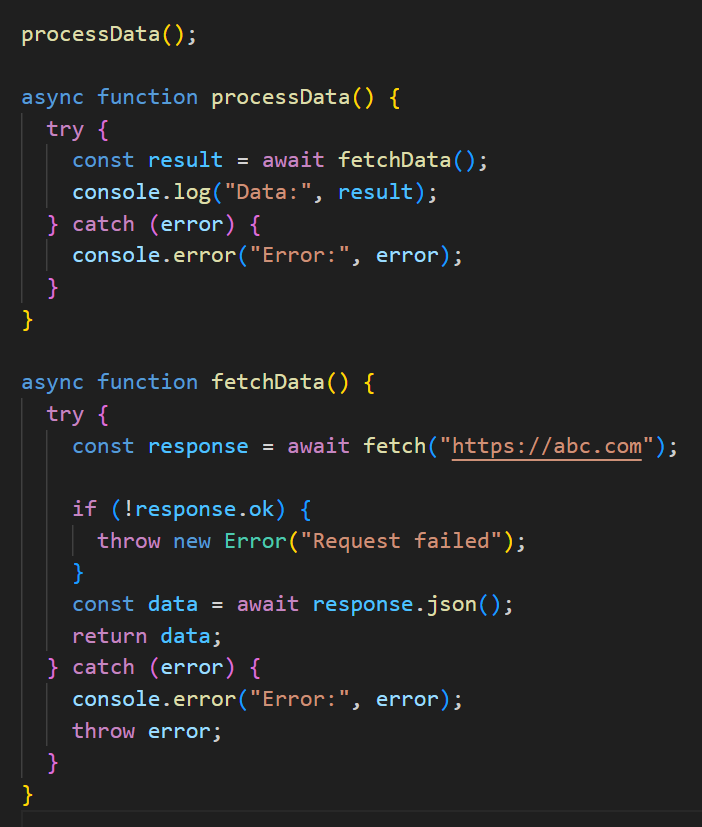 processData();

async function processData() {
  try {
    const result = await fetchData();
    console.log("Data:", result);
  } catch (error) {
    console.error("Error:", error);
  }
}

async function fetchData() {
  try {
    const response = await fetch("https://abc.com");

    if (!response.ok) {
      throw new Error("Request failed");
    }
    const data = await response.json();
    return data;
  } catch (error) {
    console.error("Error:", error);
    throw error;
  }
}